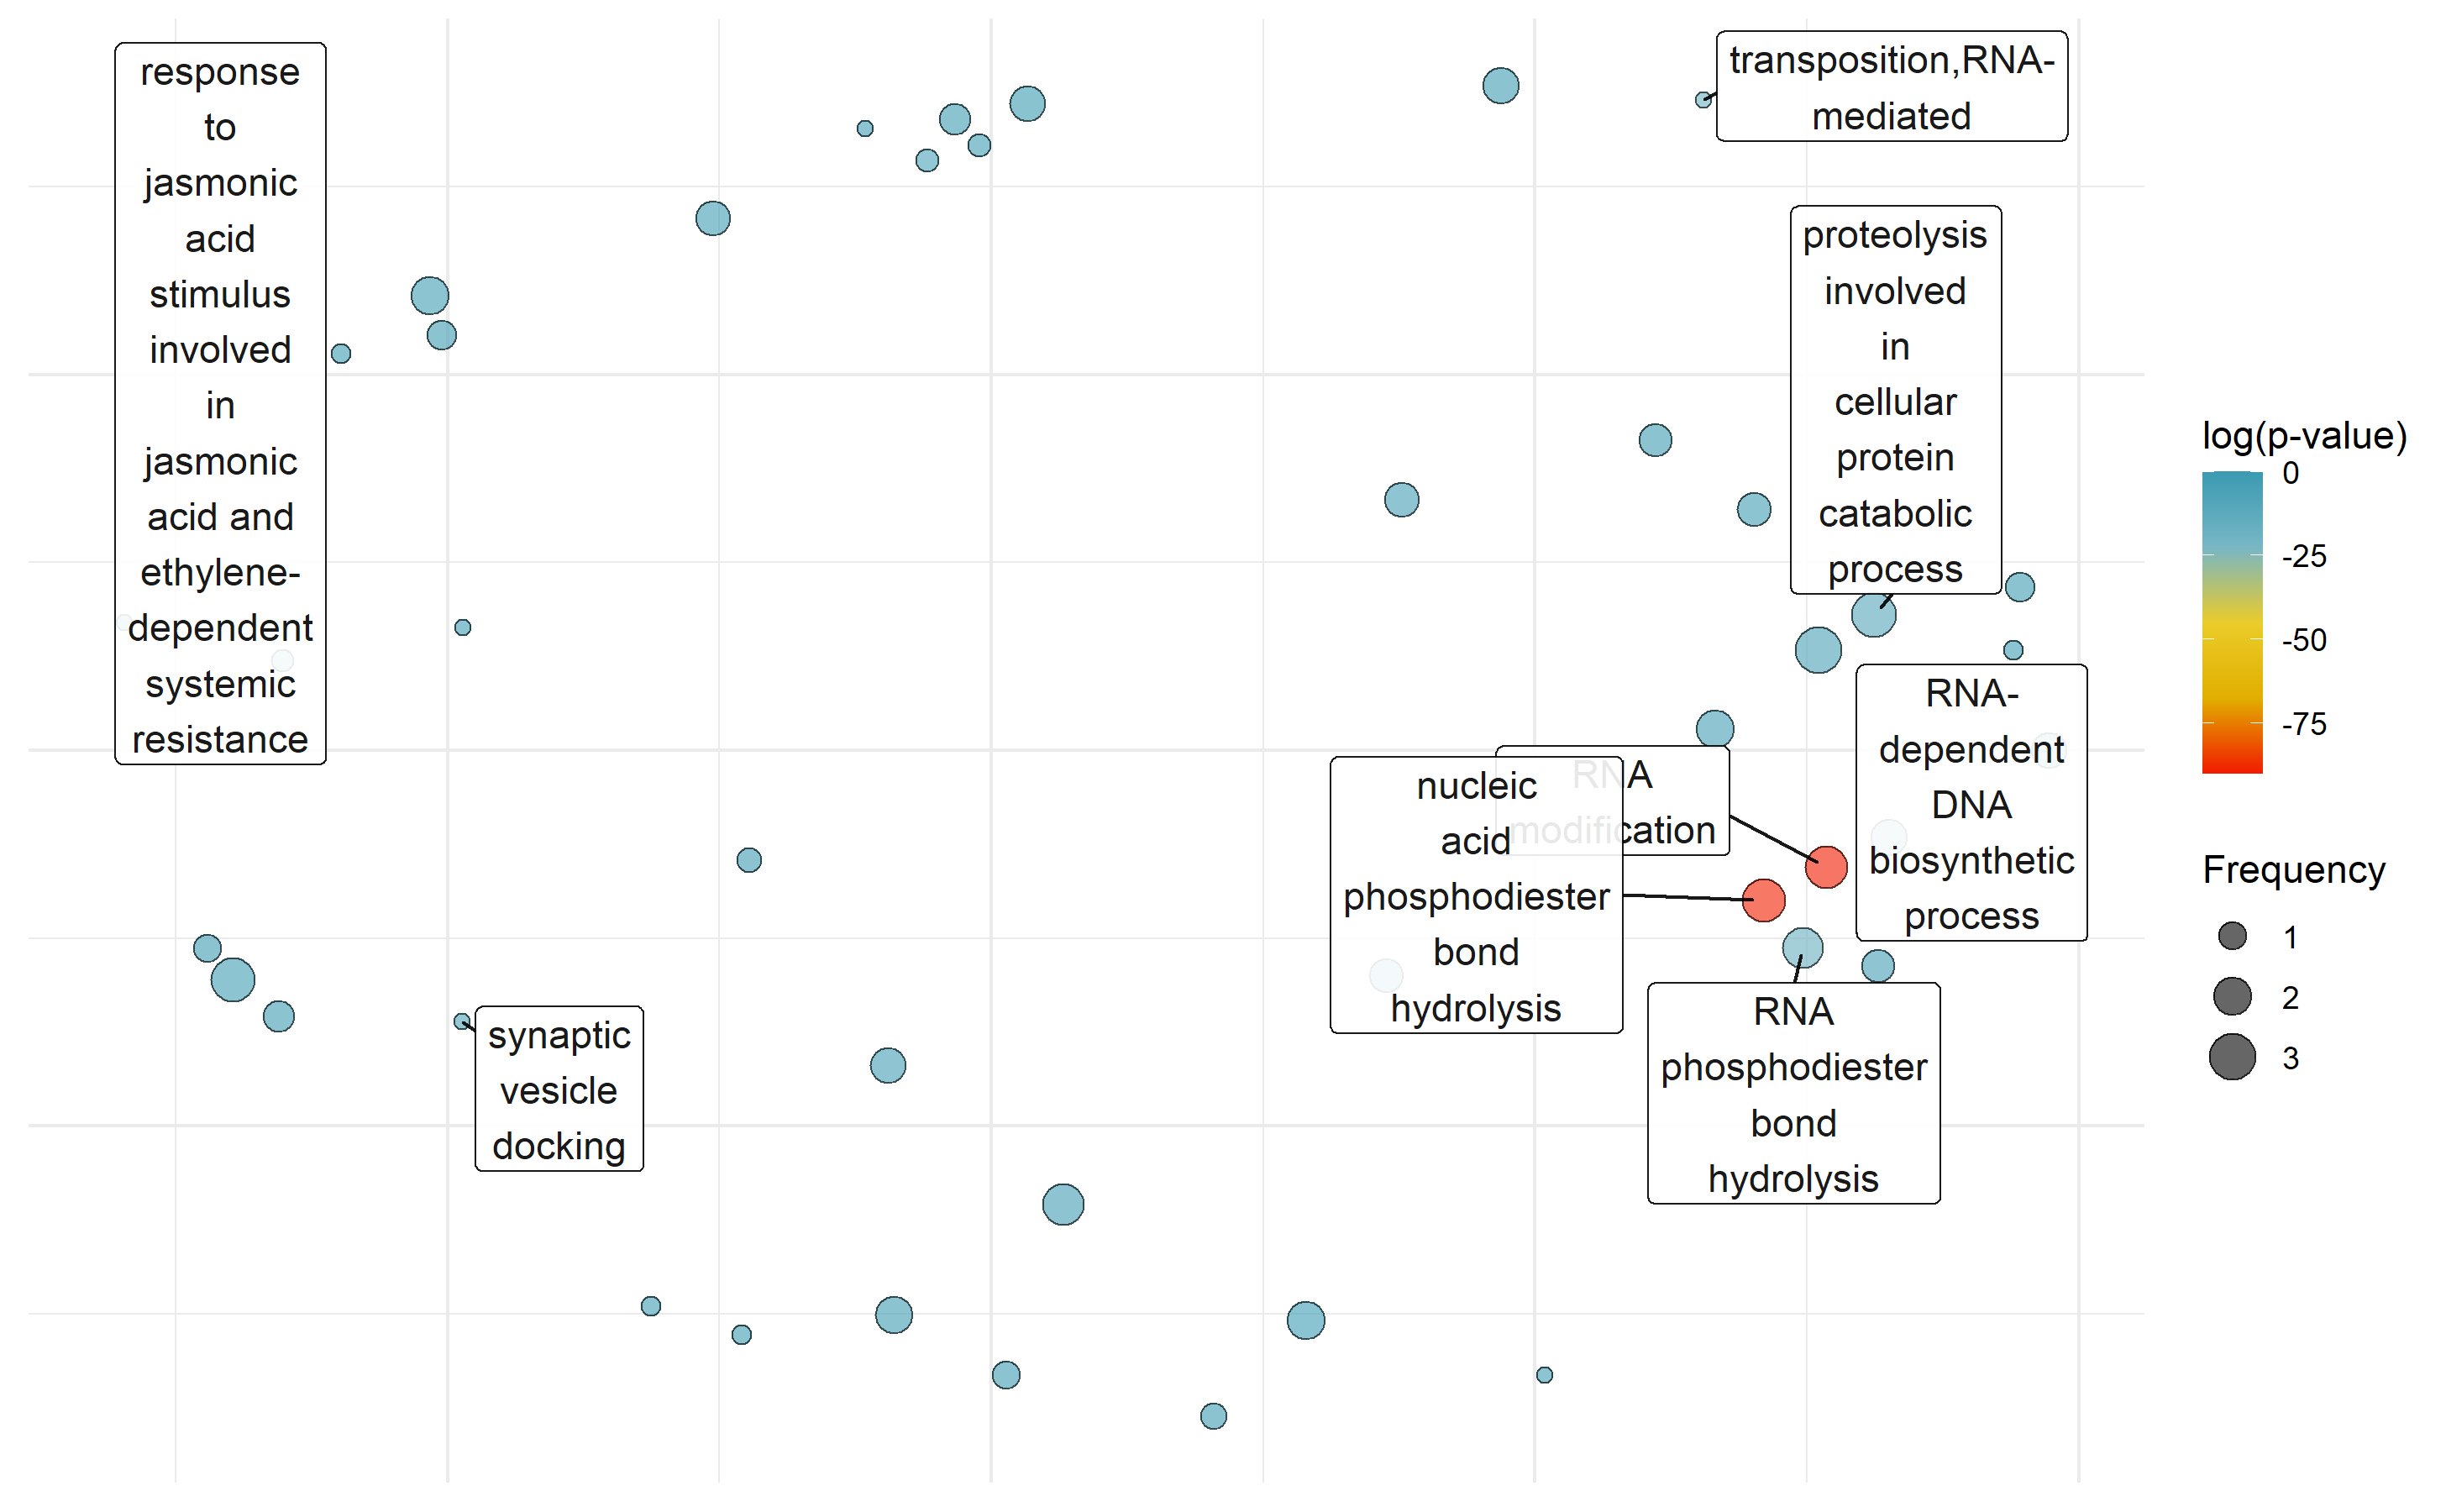 response
to
jasmonic
acid
stimulus
involved
in
jasmonic
acid and
ethylene-
dependent
systemic
resistance
transposition,RNA-
mediated
proteolysis
involved
in
cellular
protein
catabolic
process
RNA-
dependent
DNA
biosynthetic
process
RNA
modification
nucleic
acid
phosphodiester
bond
hydrolysis
RNA
phosphodiester
bond
hydrolysis
synaptic
vesicle
docking
log(p-value)
0
-25
-50
-75
Frequency
1
2
3